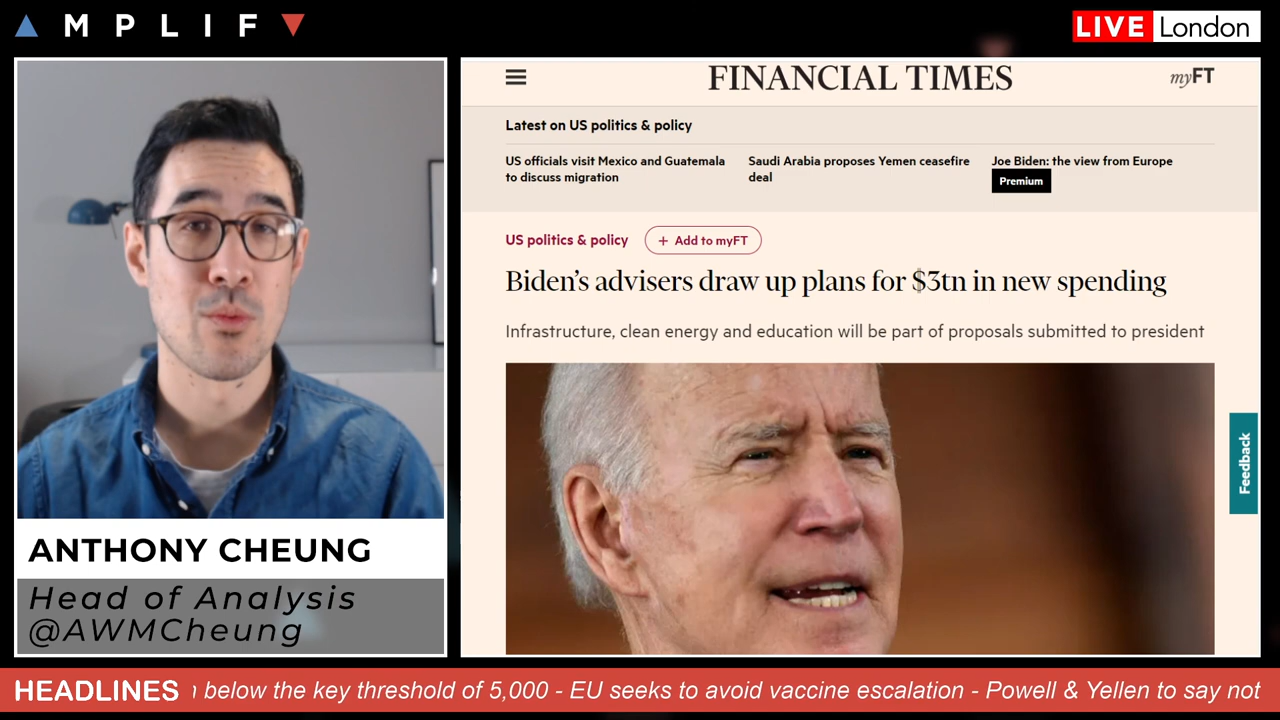 AMPLIFY
LIVE London
FINANCIAL TIMES
myFT
Latest on US politics & policy
US officials visit Mexico and Guatemala
to discuss migration
Saudi Arabia proposes Yemen ceasefire
deal
Joe Biden: the view from Europe
Premium
US politics & policy
+ Add to myFT
Biden's advisers draw up plans for $3tn in new spending
Infrastructure, clean energy and education will be part of proposals submitted to president
Feedback
ANTHONY CHEUNG
Head of Analysis
@AWMCheung
HEADLINES below the key threshold of 5,000 - EU seeks to avoid vaccine escalation - Powell & Yellen to say not